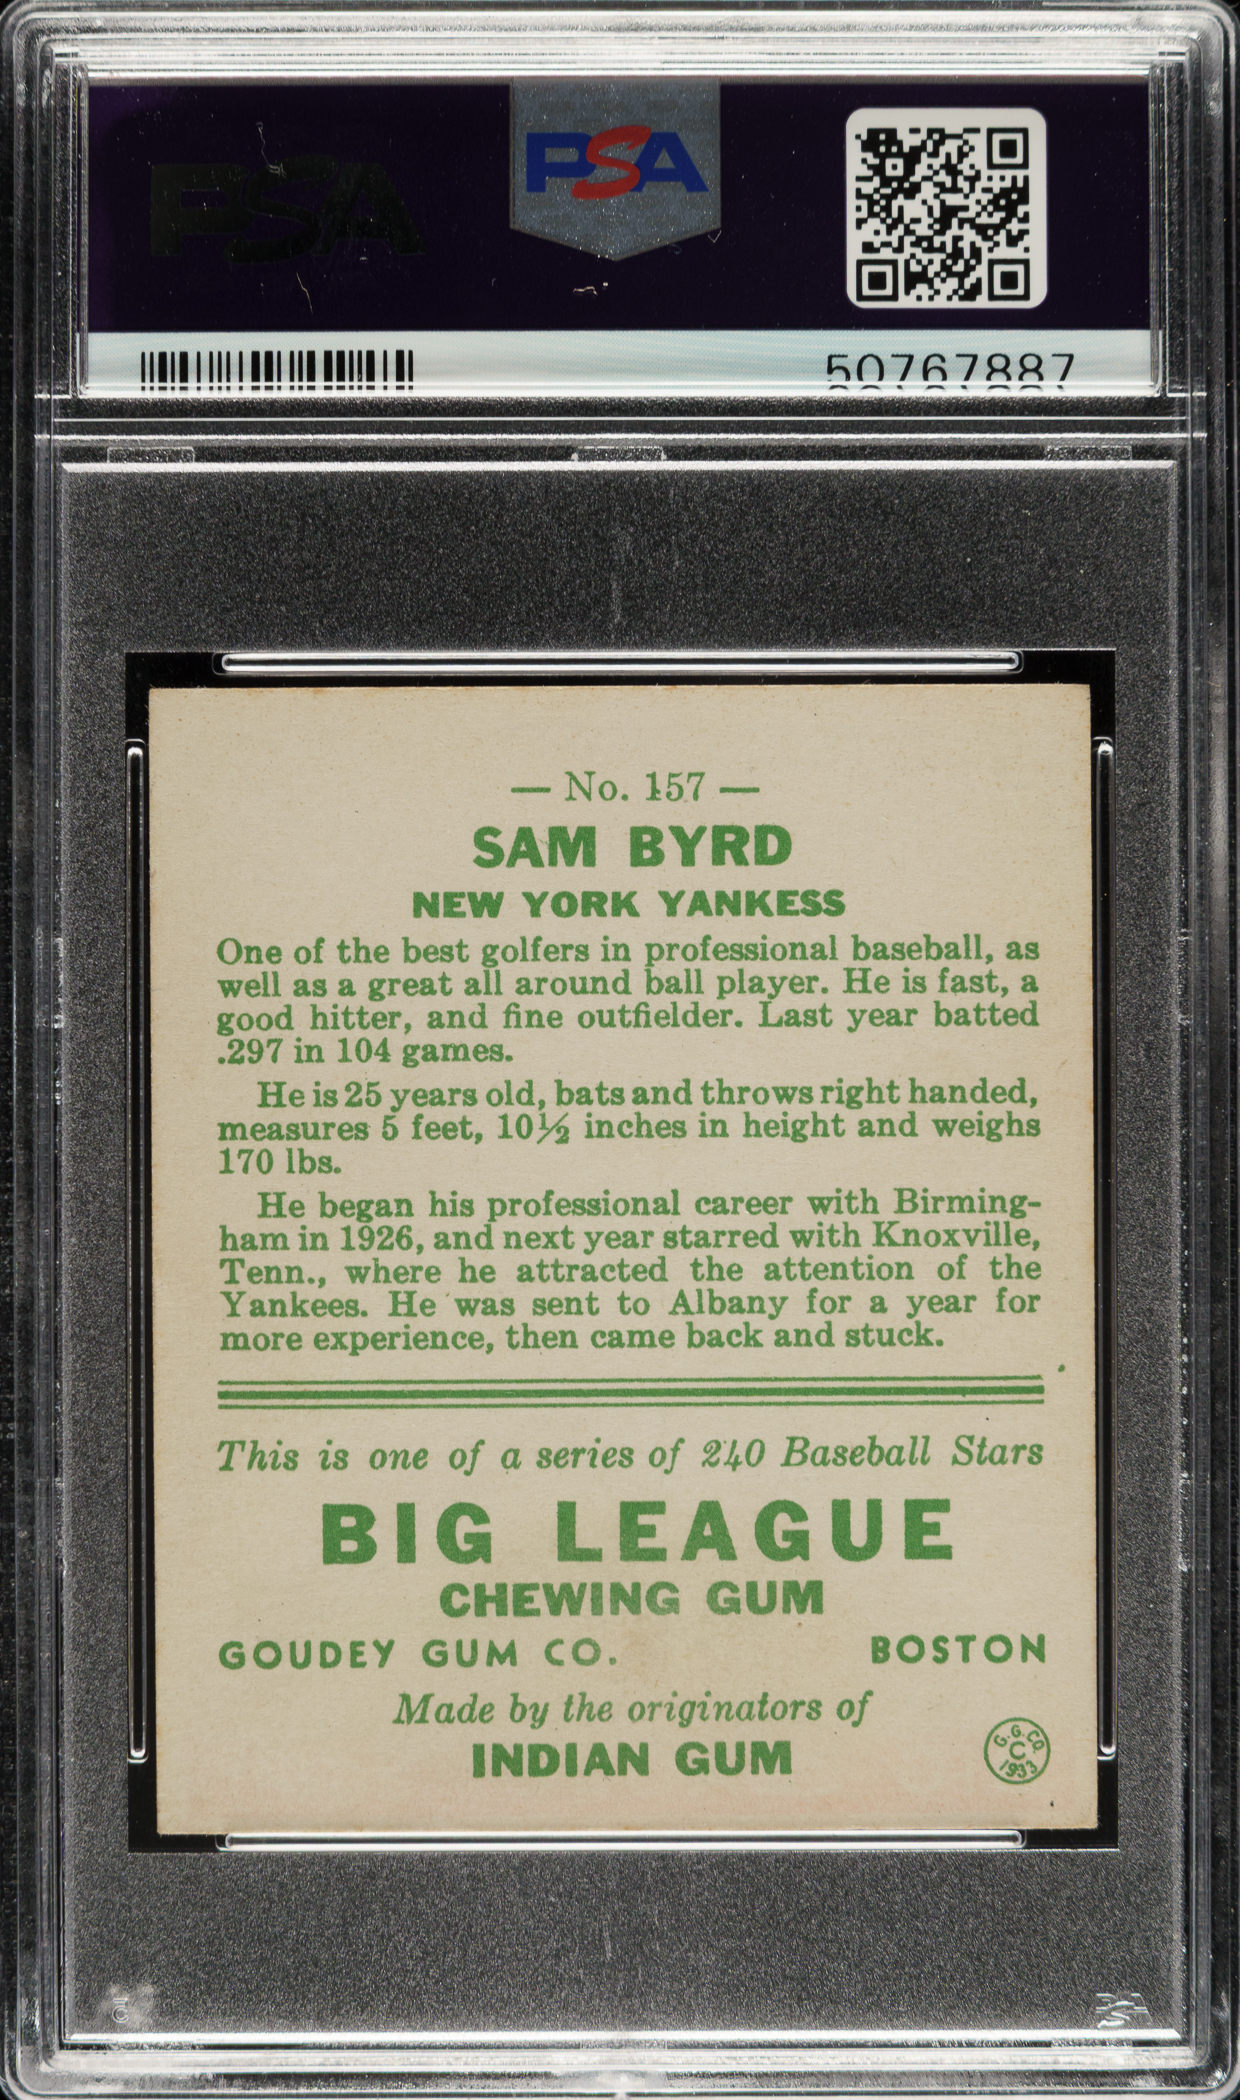 PSA
PSA
50767887
— No. 157 —
SAM BYRD
NEW YORK YANKESS
One of the best golfers in professional baseball, as
well as a great all around ball player. He is fast, a
good hitter, and fine outfielder. Last year batted
.297 in 104 games.
He is 25 years old, bats and throws right handed,
measures 5 feet, 10½ inches in height and weighs
170 lbs.
He began his professional career with Birming-
ham in 1926, and next year starred with Knoxville,
Tenn., where he attracted the attention of the
Yankees. He was sent to Albany for a year for
more experience, then came back and stuck.
This is one of a series of 240 Baseball Stars
BIG LEAGUE
CHEWING GUM
GOUDEY GUM CO. BOSTON
Made by the originators of
INDIAN GUM
G.G.CO.
C
1933
PSA